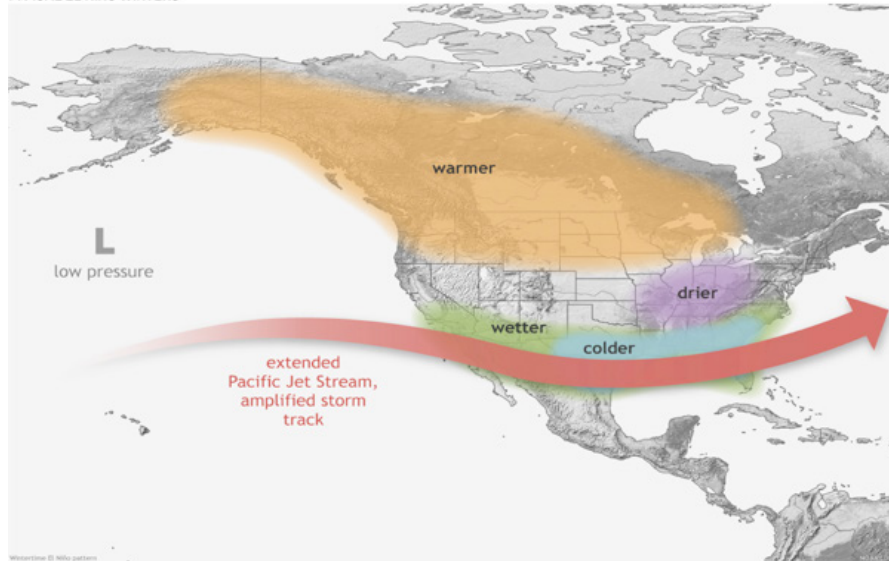 warmer
L
low pressure
drier
wetter
colder
extended
Pacific Jet Stream,
amplified storm
track
Wintertime El Niño pattern